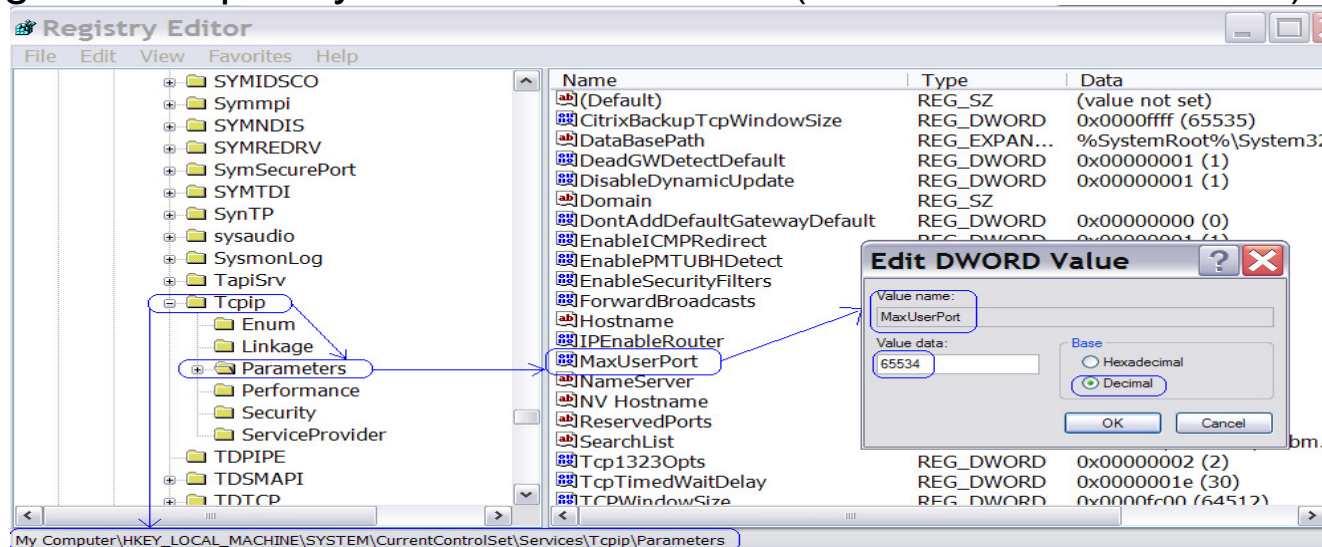 Registry Editor
File Edit View Favorites Help
SYMIDSCO
Symmpi
SYMNDIS
SYMREDRV
SymSecurePort
SYMTDI
SynTP
sysaudio
SysmonLog
TapiSrv
Tcpip
Enum
Linkage
Parameters
Performance
Security
ServiceProvider
TDPIPE
TDSMAPI
TDTCP
Name Type Data
(Default) REG_SZ (value not set)
CitrixBackupTcpWindowSize REG_DWORD 0x0000ffff (65535)
DataBasePath REG_EXPAN... %SystemRoot%\System32
DeadGWDetectDefault REG_DWORD 0x00000001 (1)
DisableDynamicUpdate REG_DWORD 0x00000001 (1)
Domain REG_SZ
DontAddDefaultGatewayDefault REG_DWORD 0x00000000 (0)
EnableICMPRedirect REG_DWORD 0x00000001 (1)
EnablePMTUBHDetect
EnableSecurityFilters
ForwardBroadcasts
Hostname
IPEnableRouter
MaxUserPort
NameServer
NV Hostname
ReservedPorts
SearchList bm.
Tcp1323Opts REG_DWORD 0x00000002 (2)
TcpTimedWaitDelay REG_DWORD 0x0000001e (30)
TCPWindowSize REG_DWORD 0x0000fc00 (64512)
Edit DWORD Value
Value name:
MaxUserPort
Value data:
65534
Base
Hexadecimal
Decimal
OK Cancel
My Computer\HKEY_LOCAL_MACHINE\SYSTEM\CurrentControlSet\Services\Tcpip\Parameters